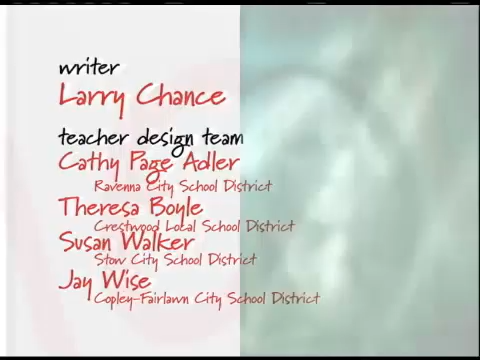 writer
Larry Chance
teacher design team
Cathy Page Adler
Ravenna City School District
Theresa Boyle
Crestwood Local School District
Susan Walker
Stow City School District
Jay Wise
Copley-Fairlawn City School District